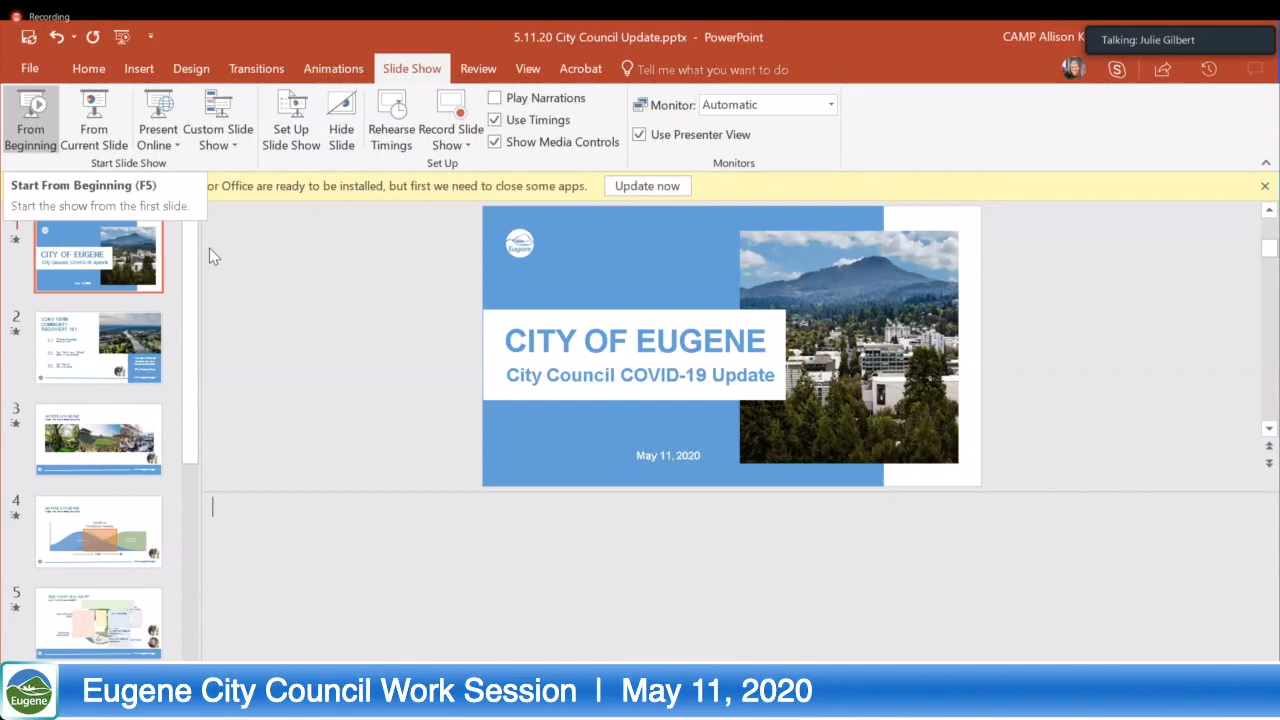 Recording
5.11.20 City Council Update.pptx - PowerPoint
CAMP Allison K
Talking: Julie Gilbert
File Home Insert Design Transitions Animations Slide Show Review View Acrobat Tell me what you want to do
From Beginning
From Current Slide
Present Online
Custom Slide Show
Set Up Slide Show
Hide Slide
Rehearse Timings
Record Slide Show
Play Narrations
Use Timings
Show Media Controls
Monitor: Automatic
Use Presenter View
Start Slide Show
Set Up
Monitors
Start From Beginning (F5)
Start the show from the first slide.
or Office are ready to be installed, but first we need to close some apps. Update now
1
CITY OF EUGENE
City Council COVID-19 Update
2
LONG-TERM
COMMUNITY
RECOVERY 101
3
4
5
Eugene
CITY OF EUGENE
City Council COVID-19 Update
May 11, 2020
Eugene
Eugene City Council Work Session | May 11, 2020